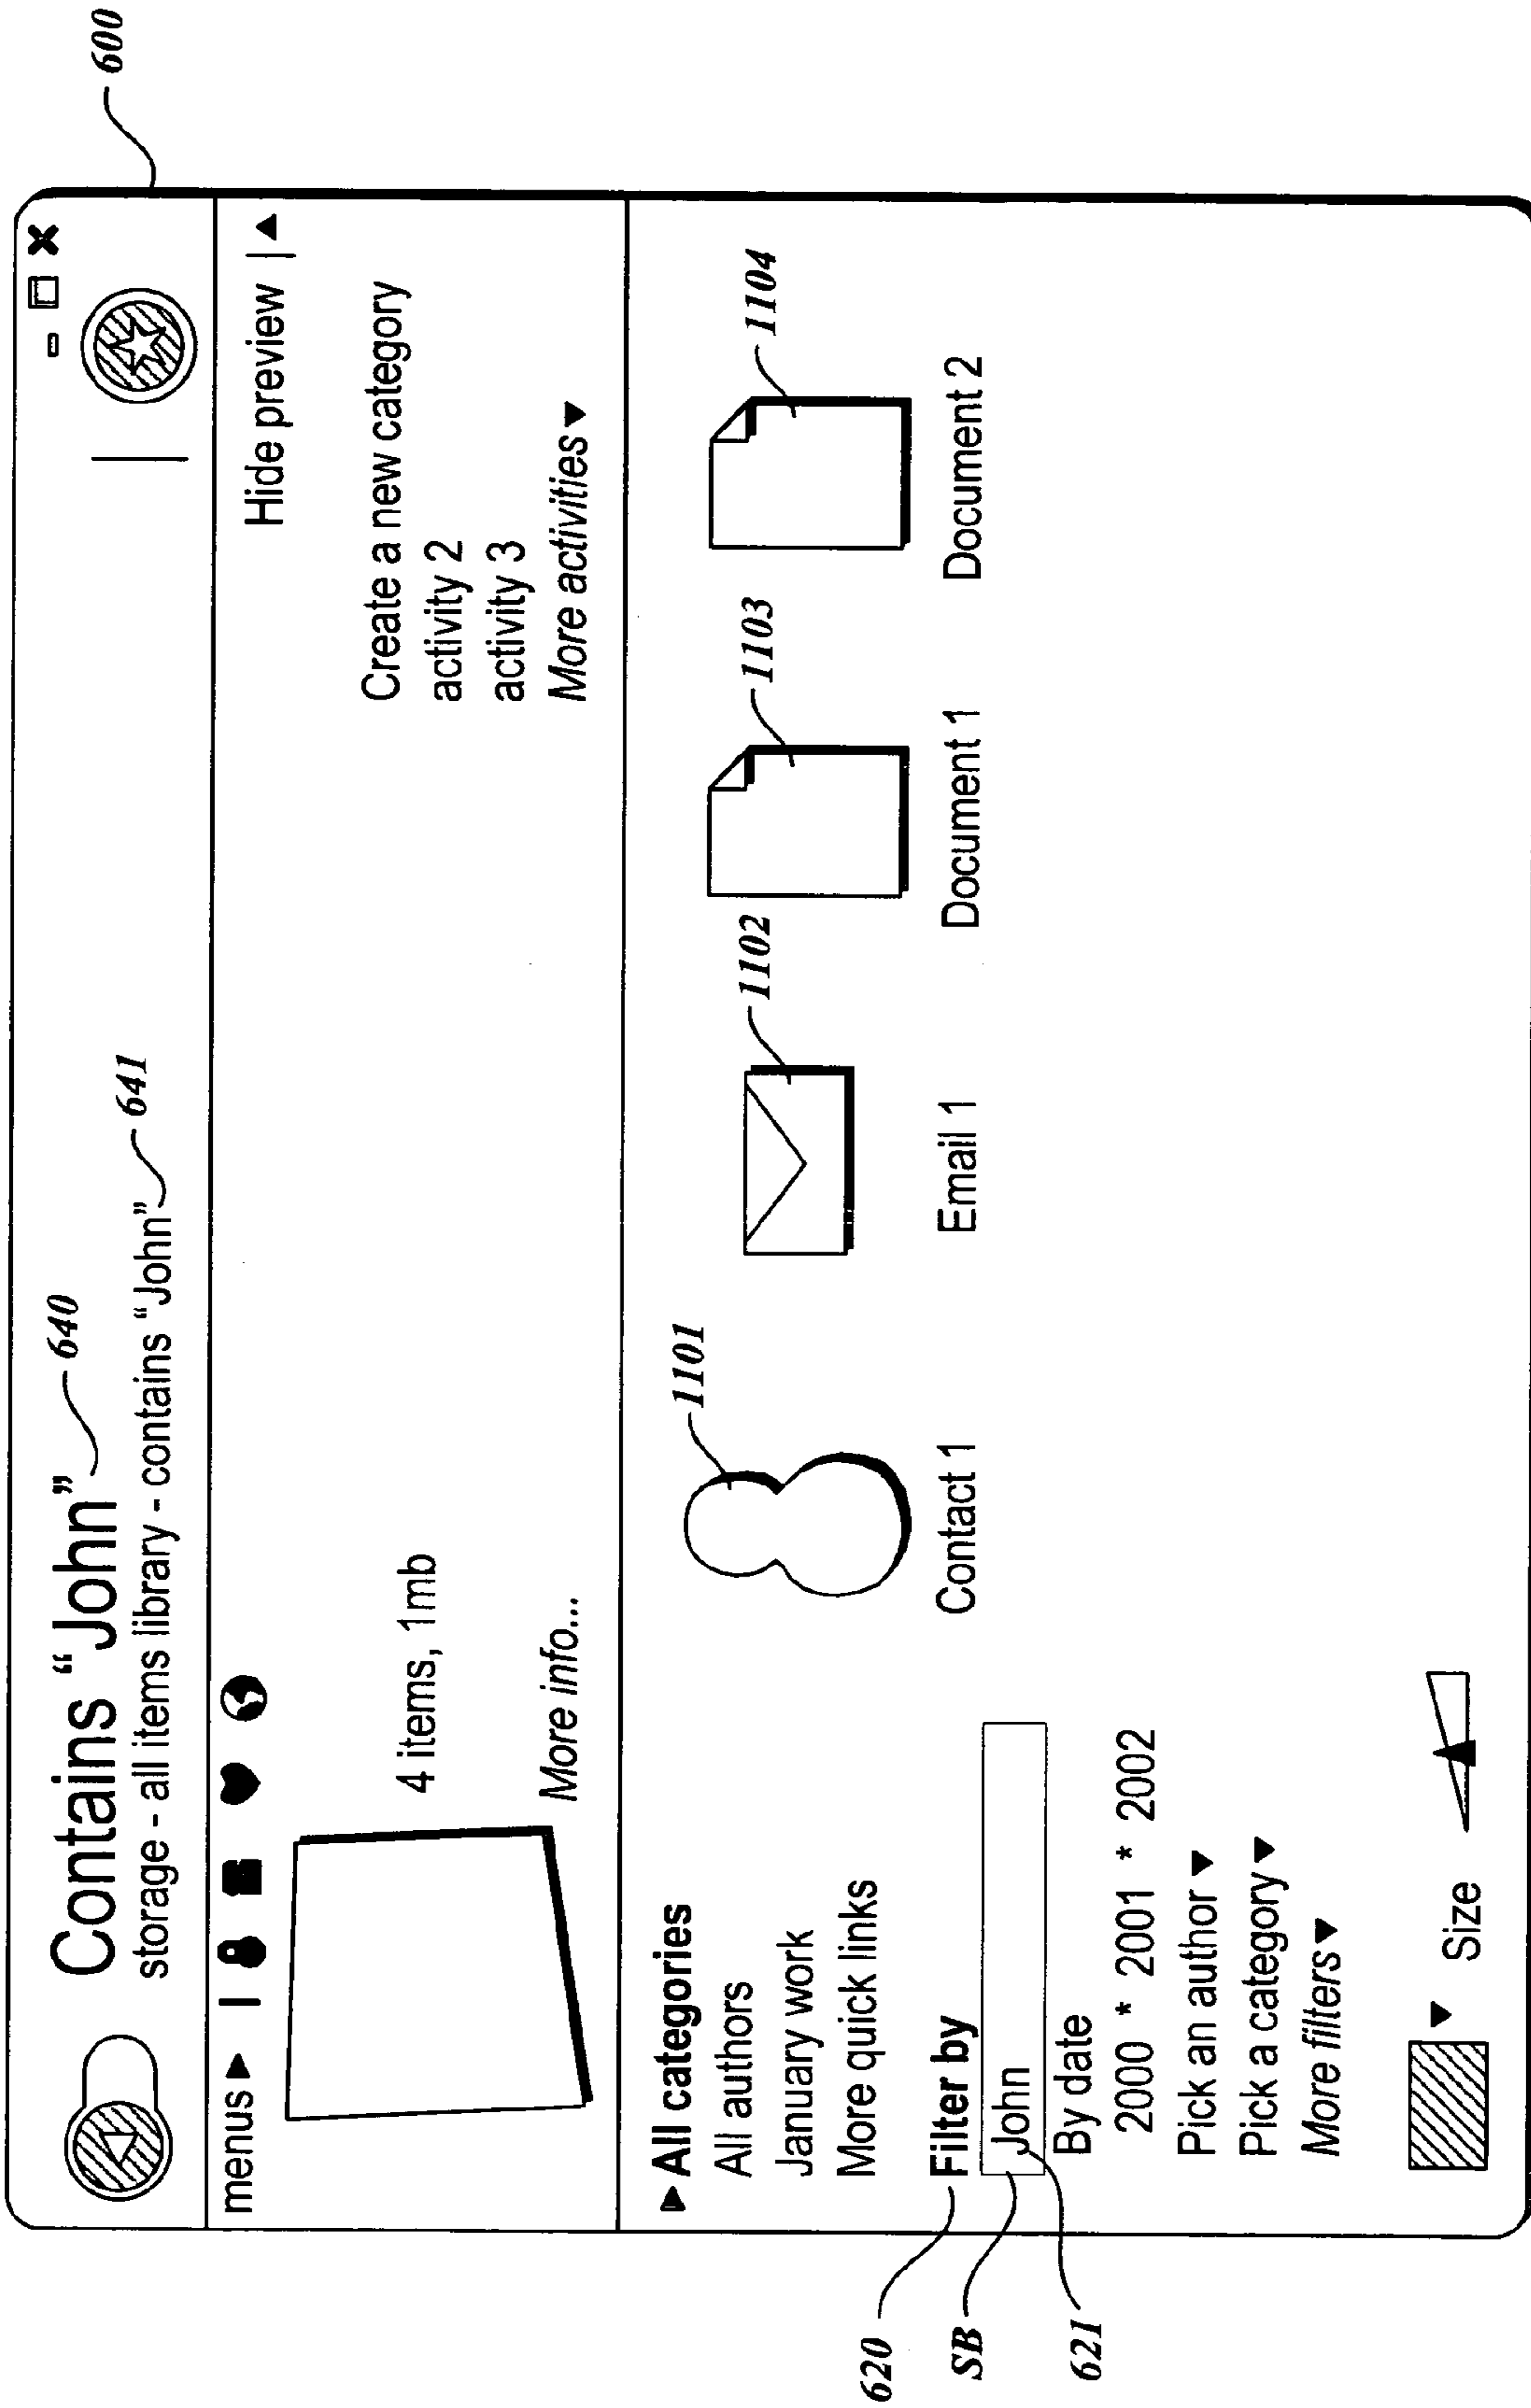 600
Contains “John” 640
storage - all items library - contains “John” 641
menus
Hide preview
4 items, 1mb
More info...
Create a new category
activity 2
activity 3
More activities
All categories
All authors
January work
More quick links
620 Filter by
SB
John
621
By date
2000 * 2001 * 2002
Pick an author
Pick a category
More filters
Size
1101
Contact 1
1102
Email 1
1103
Document 1
1104
Document 2